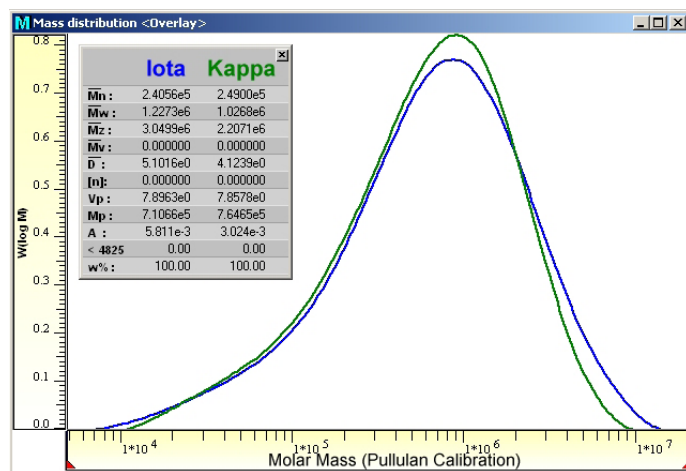 Mass distribution <Overlay>
Iota Kappa
Mn : 2.4056e5 2.4900e5
Mw : 1.2273e6 1.0268e6
Mz : 3.0499e6 2.2071e6
Mv : 0.000000 0.000000
D : 5.1016e0 4.1239e0
[n]: 0.000000 0.000000
Vp : 7.8963e0 7.8578e0
Mp : 7.1066e5 7.6465e5
A : 5.811e-3 3.024e-3
< 4825 0.00 0.00
w% : 100.00 100.00
W(log M)
0.8
0.7
0.6
0.5
0.4
0.3
0.2
0.1
0.0
1*10^4 1*10^5 1*10^6 1*10^7
Molar Mass (Pullulan Calibration)